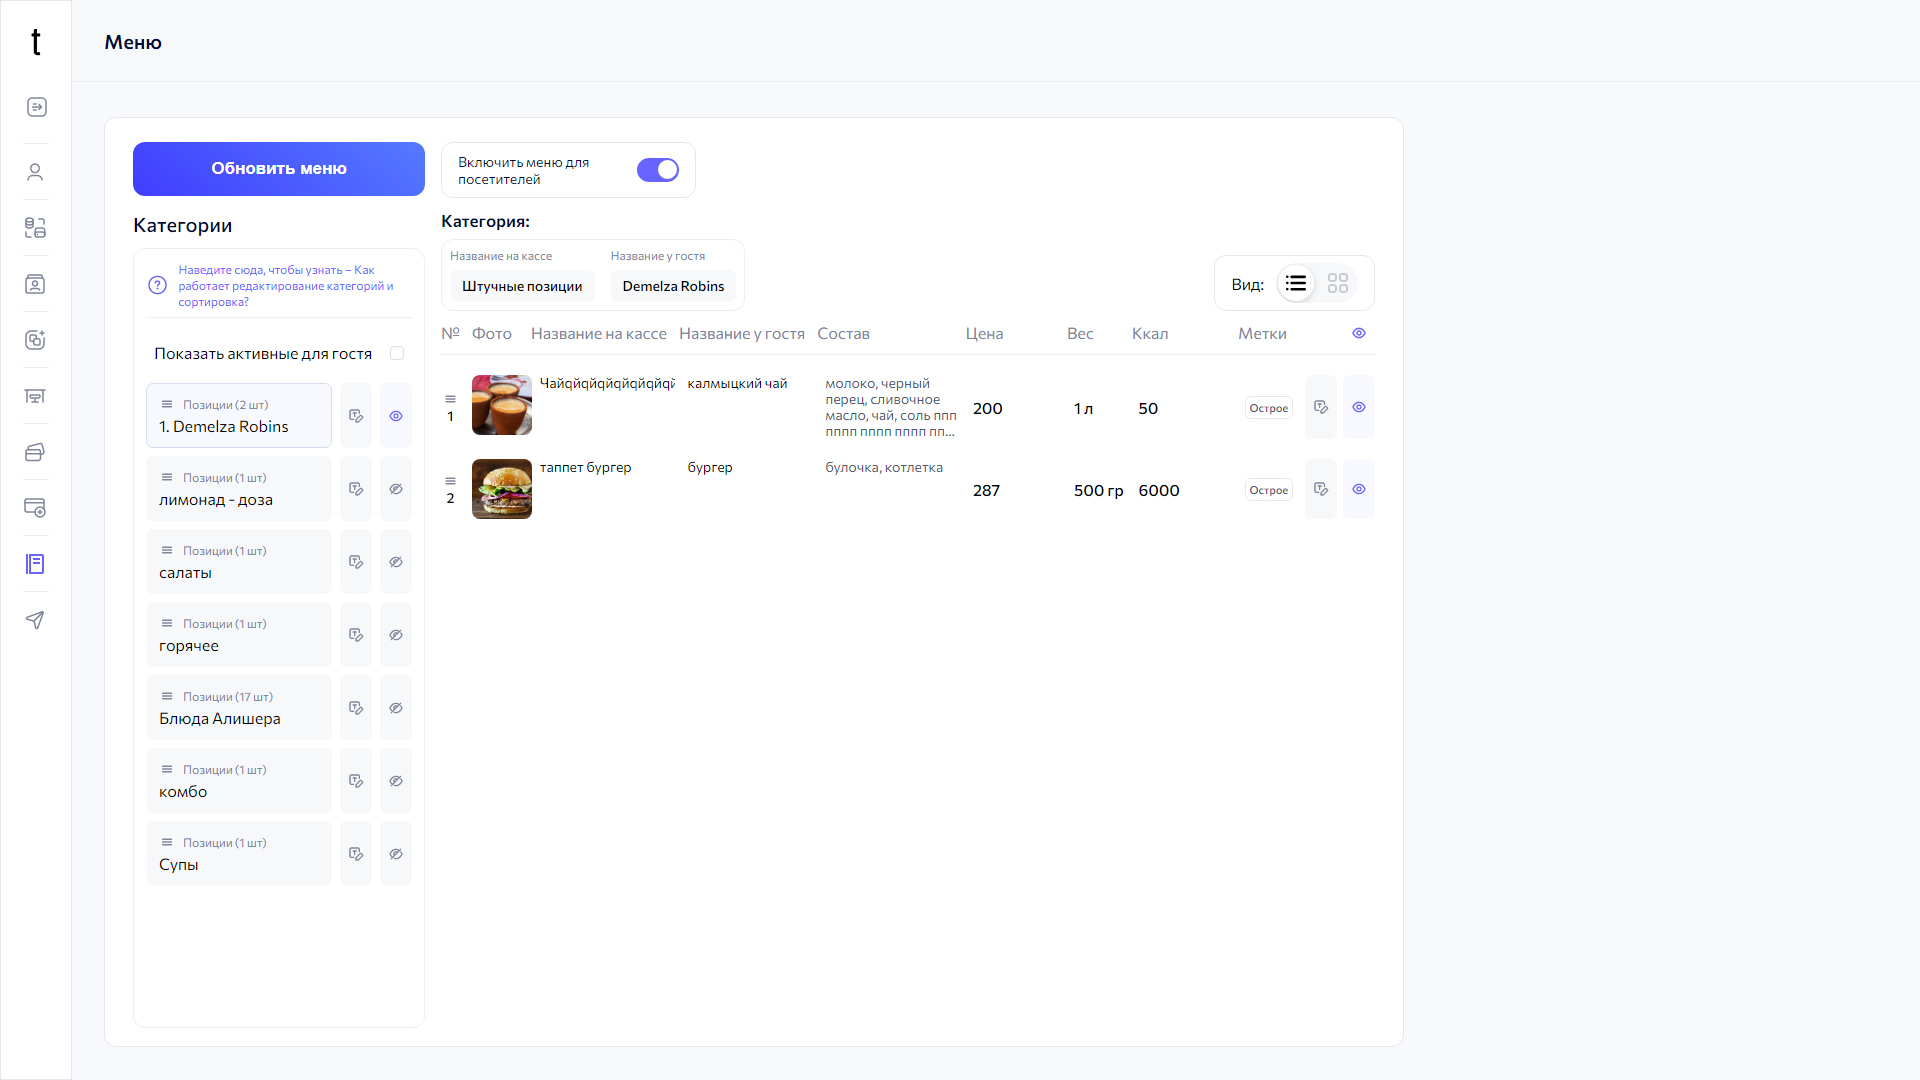 t
Меню
Обновить меню
Включить меню для
посетителей
Категории
Наведите сюда, чтобы узнать – Как
работает редактирование категорий и
сортировка?
Показать активные для гостя
Позиции (2 шт)
1. Demelza Robins
Позиции (1 шт)
лимонад - доза
Позиции (1 шт)
салаты
Позиции (1 шт)
горячее
Позиции (17 шт)
Блюда Алишера
Позиции (1 шт)
комбо
Позиции (1 шт)
Супы
Категория:
Название на кассе
Название у гостя
Штучные позиции
Demelza Robins
Вид:
№ Фото Название на кассе Название у гостя Состав Цена Вес Ккал Метки
1
калмыцкий чай
молоко, черный
перец, сливочное
масло, чай, соль ппп
пппп пппп пппп пп...
200
1 л
50
Острое
2
таппет бургер
бургер
булочка, котлетка
287
500 гр
6000
Острое